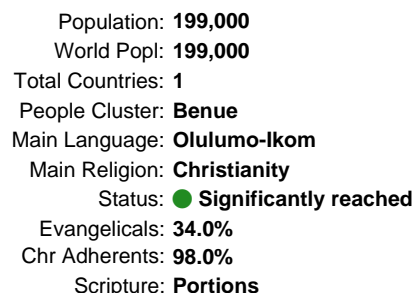 Population: 199,000
World Popl: 199,000
Total Countries: 1
People Cluster: Benue
Main Language: Olulumo-Ikom
Main Religion: Christianity
Status: Significantly reached
Evangelicals: 34.0%
Chr Adherents: 98.0%
Scripture: Portions